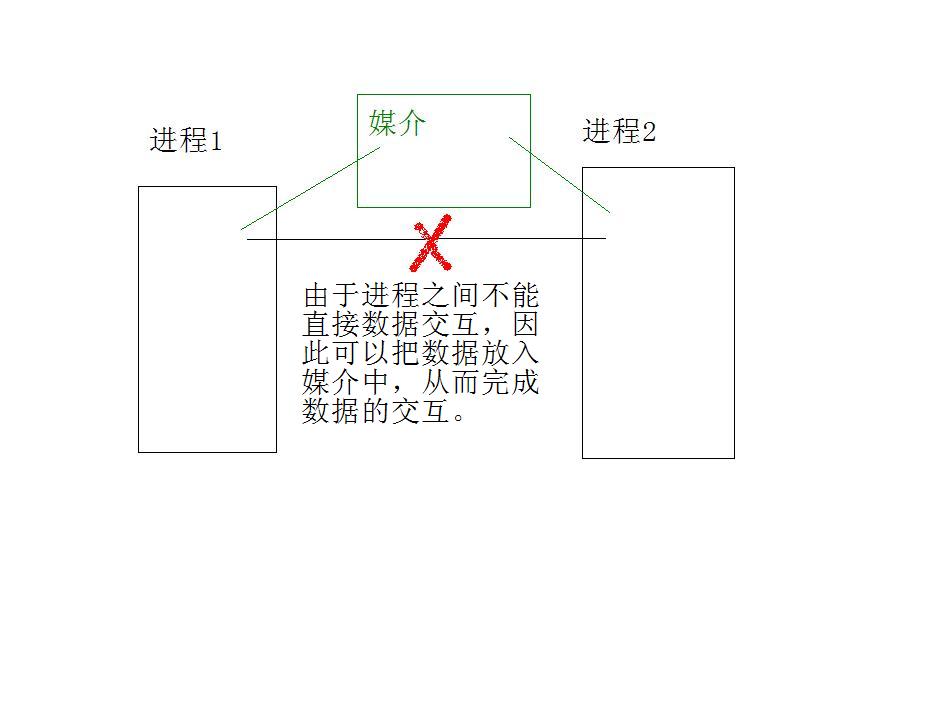 进程1
媒介
进程2
由于进程之间不能
直接数据交互，因
此可以把数据放入
媒介中，从而完成
数据的交互。